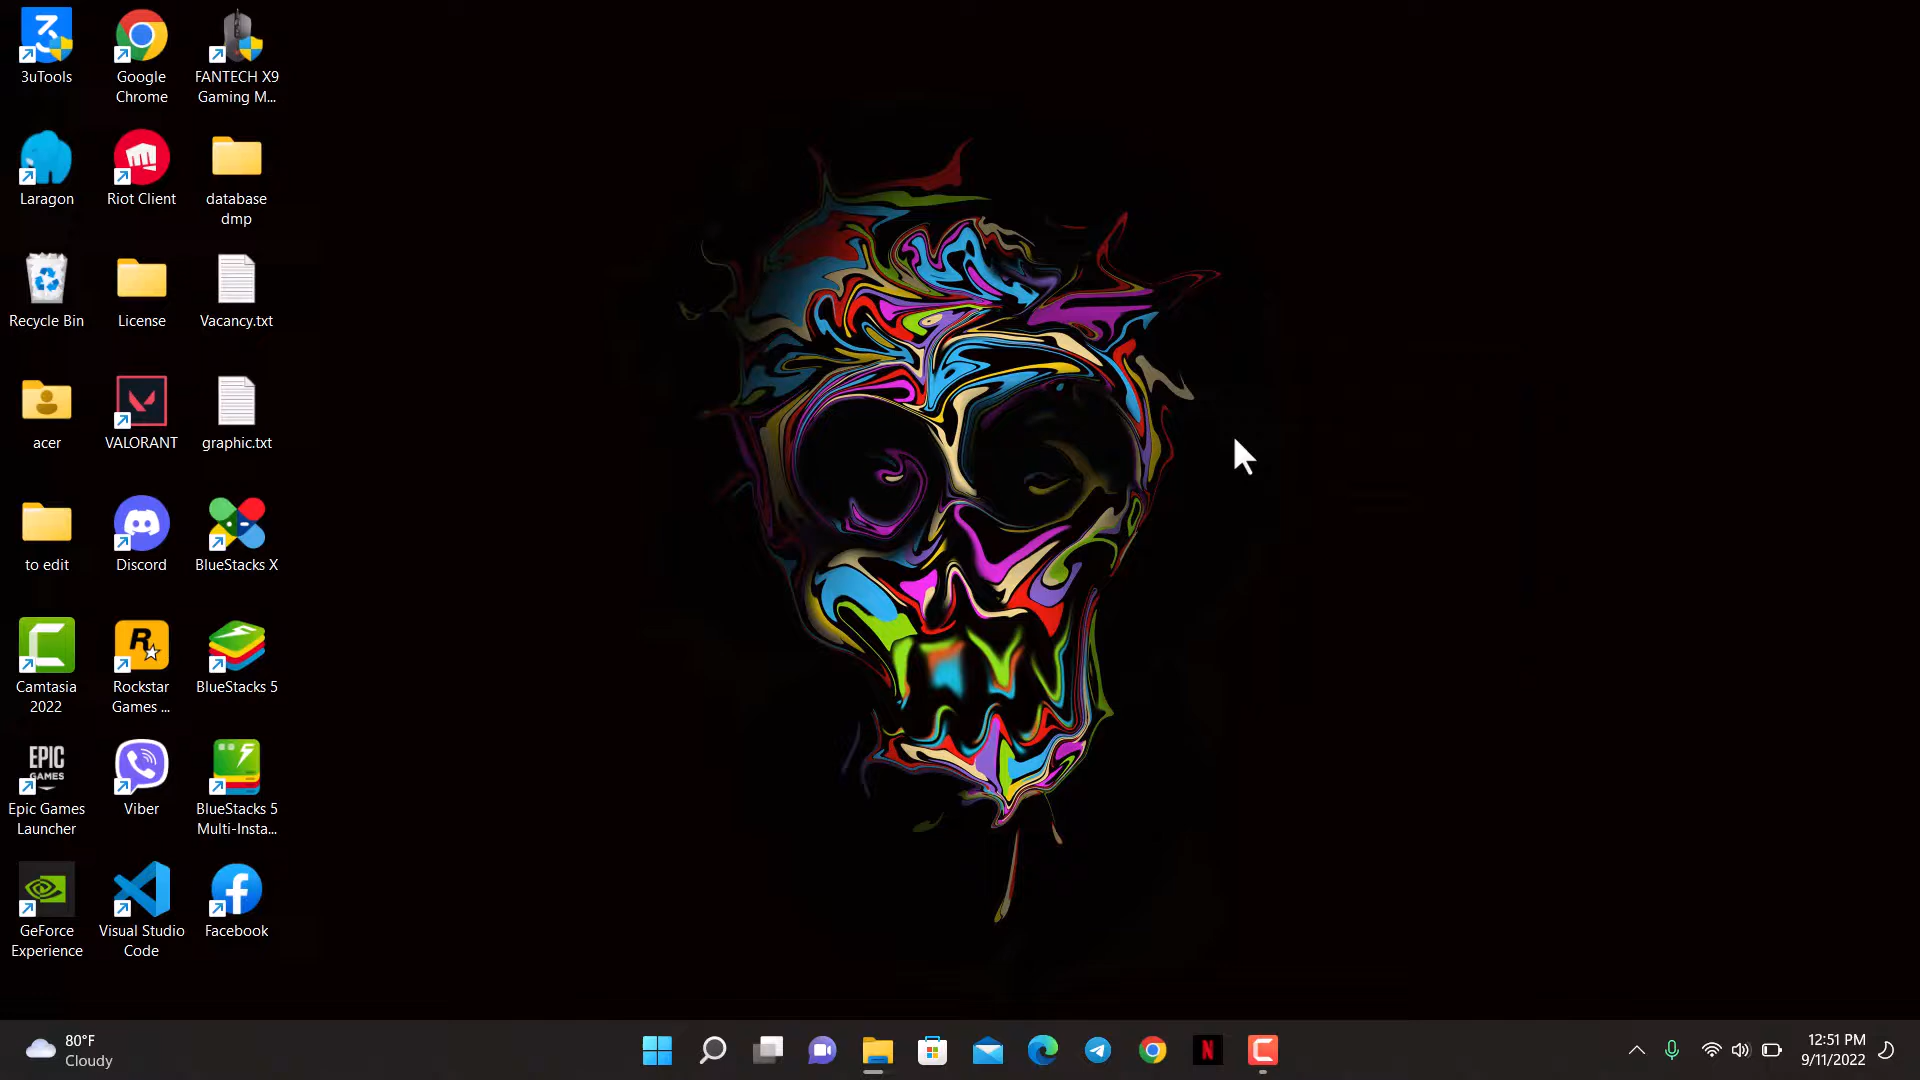 3uTools
Google
Chrome
FANTECH X9
Gaming M...
Laragon
Riot Client
database
dmp
Recycle Bin
License
Vacancy.txt
acer
VALORANT
graphic.txt
to edit
Discord
BlueStacks X
Camtasia
2022
Rockstar
Games ...
BlueStacks 5
EPIC
GAMES
Epic Games
Launcher
Viber
BlueStacks 5
Multi-Insta...
GeForce
Experience
Visual Studio
Code
Facebook
80°F
Cloudy
12:51 PM
9/11/2022